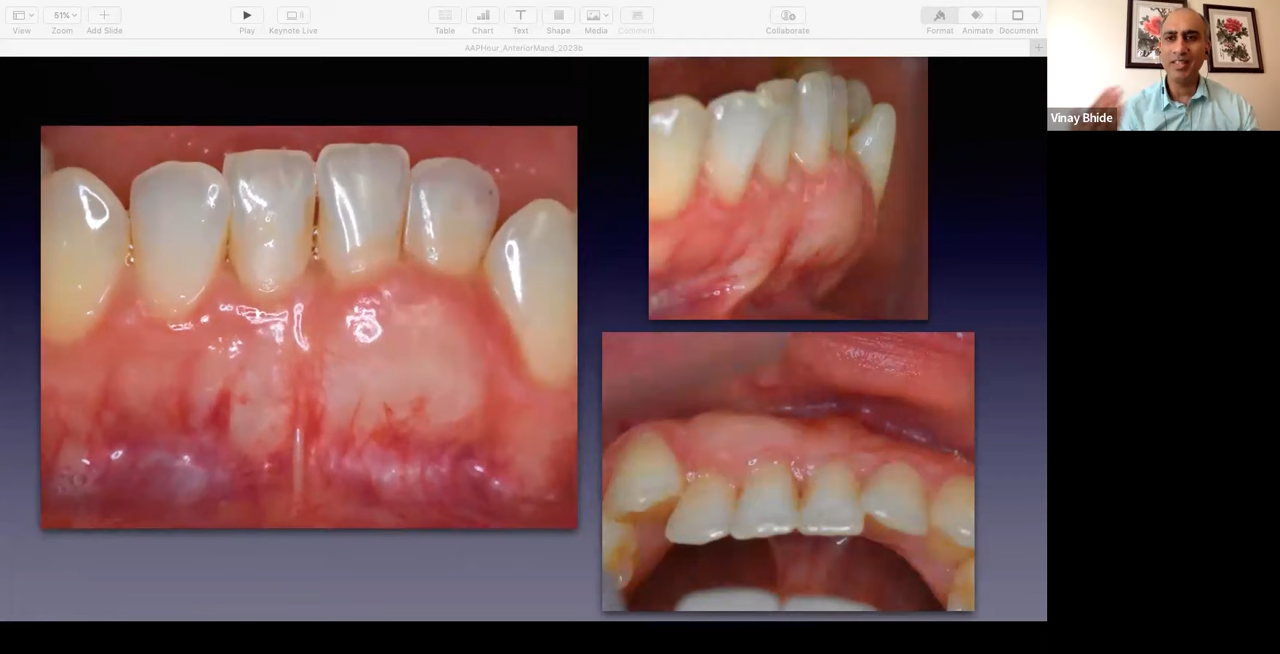 View
51%
Zoom
Add Slide
Play
Keynote Live
Table
Chart
Text
Shape
Media
Comment
Collaborate
Format
Animate
Document
AAPHour_AnteriorMand_2023b
Vinay Bhide